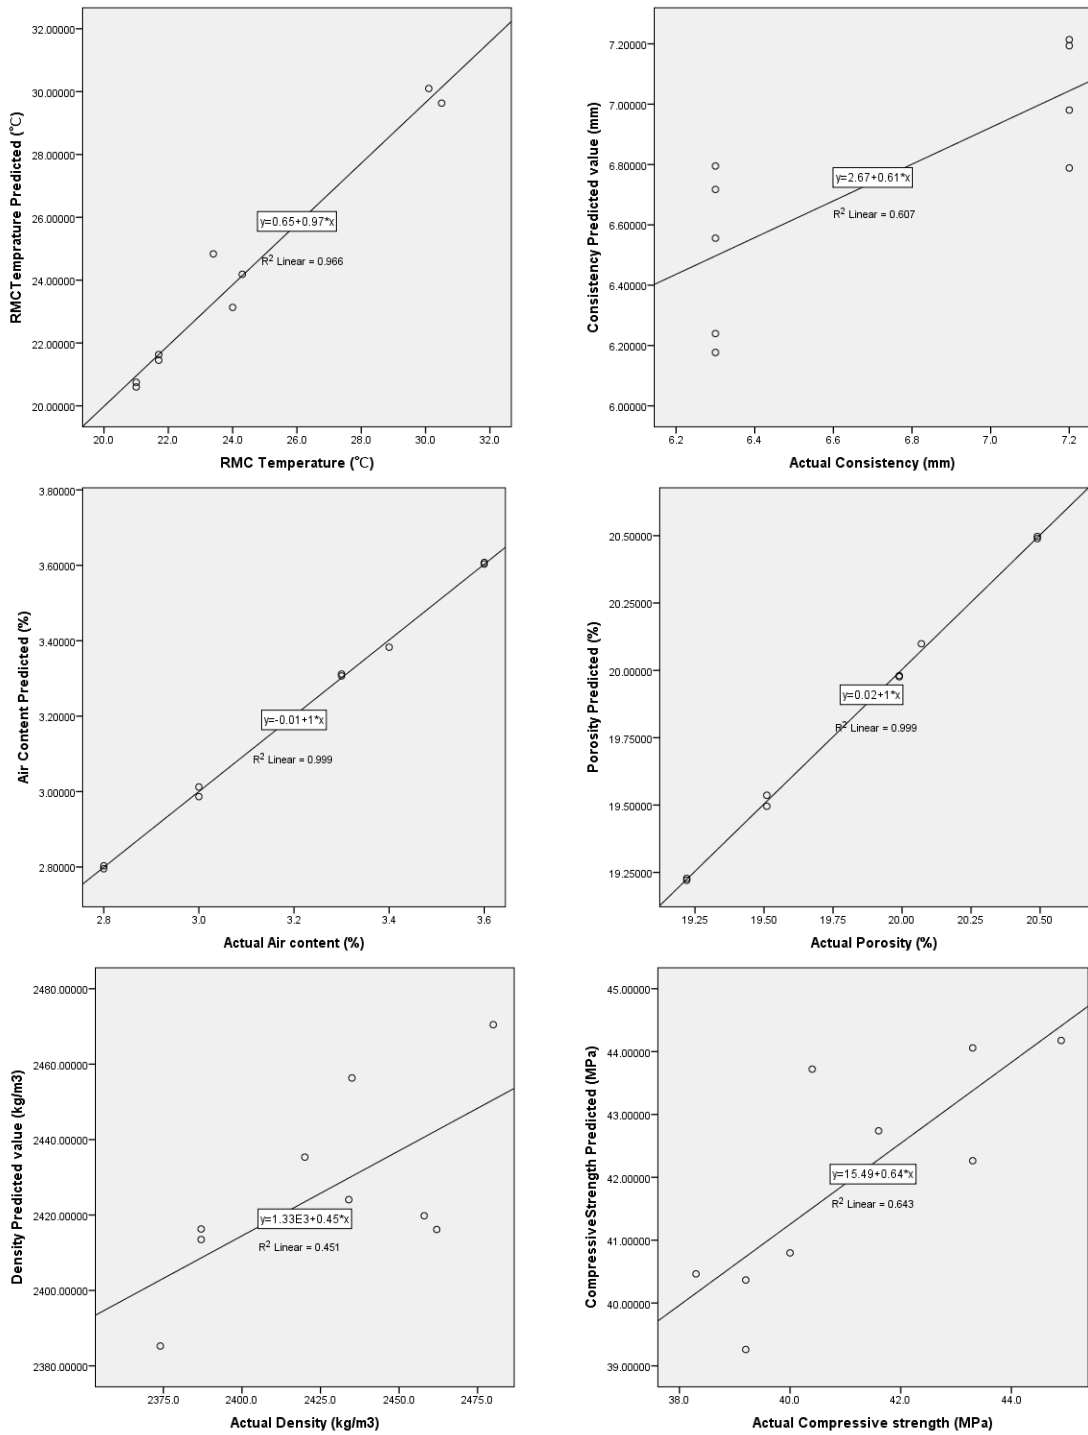 32.00000
30.00000
28.00000
26.00000
24.00000
22.00000
20.00000
RMCTemprature Predicted (°C)
y=0.65+0.97*x
R² Linear = 0.966
20.0 22.0 24.0 26.0 28.0 30.0 32.0
RMC Temperature (°C)
7.20000
7.00000
6.80000
6.60000
6.40000
6.20000
6.00000
Consistency Predicted value (mm)
y=2.67+0.61*x
R² Linear = 0.607
6.2 6.4 6.6 6.8 7.0 7.2
Actual Consistency (mm)
3.80000
3.60000
3.40000
3.20000
3.00000
2.80000
Air Content Predicted (%)
y=-0.01+1*x
R² Linear = 0.999
2.8 3.0 3.2 3.4 3.6
Actual Air content (%)
20.50000
20.25000
20.00000
19.75000
19.50000
19.25000
Porosity Predicted (%)
y=0.02+1*x
R² Linear = 0.999
19.25 19.50 19.75 20.00 20.25 20.50
Actual Porosity (%)
2480.00000
2460.00000
2440.00000
2420.00000
2400.00000
2380.00000
Density Predicted value (kg/m3)
y=1.33E3+0.45*x
R² Linear = 0.451
2375.0 2400.0 2425.0 2450.0 2475.0
Actual Density (kg/m3)
45.00000
44.00000
43.00000
42.00000
41.00000
40.00000
39.00000
CompressiveStrength Predicted (MPa)
y=15.49+0.64*x
R² Linear = 0.643
38.0 40.0 42.0 44.0
Actual Compressive strength (MPa)